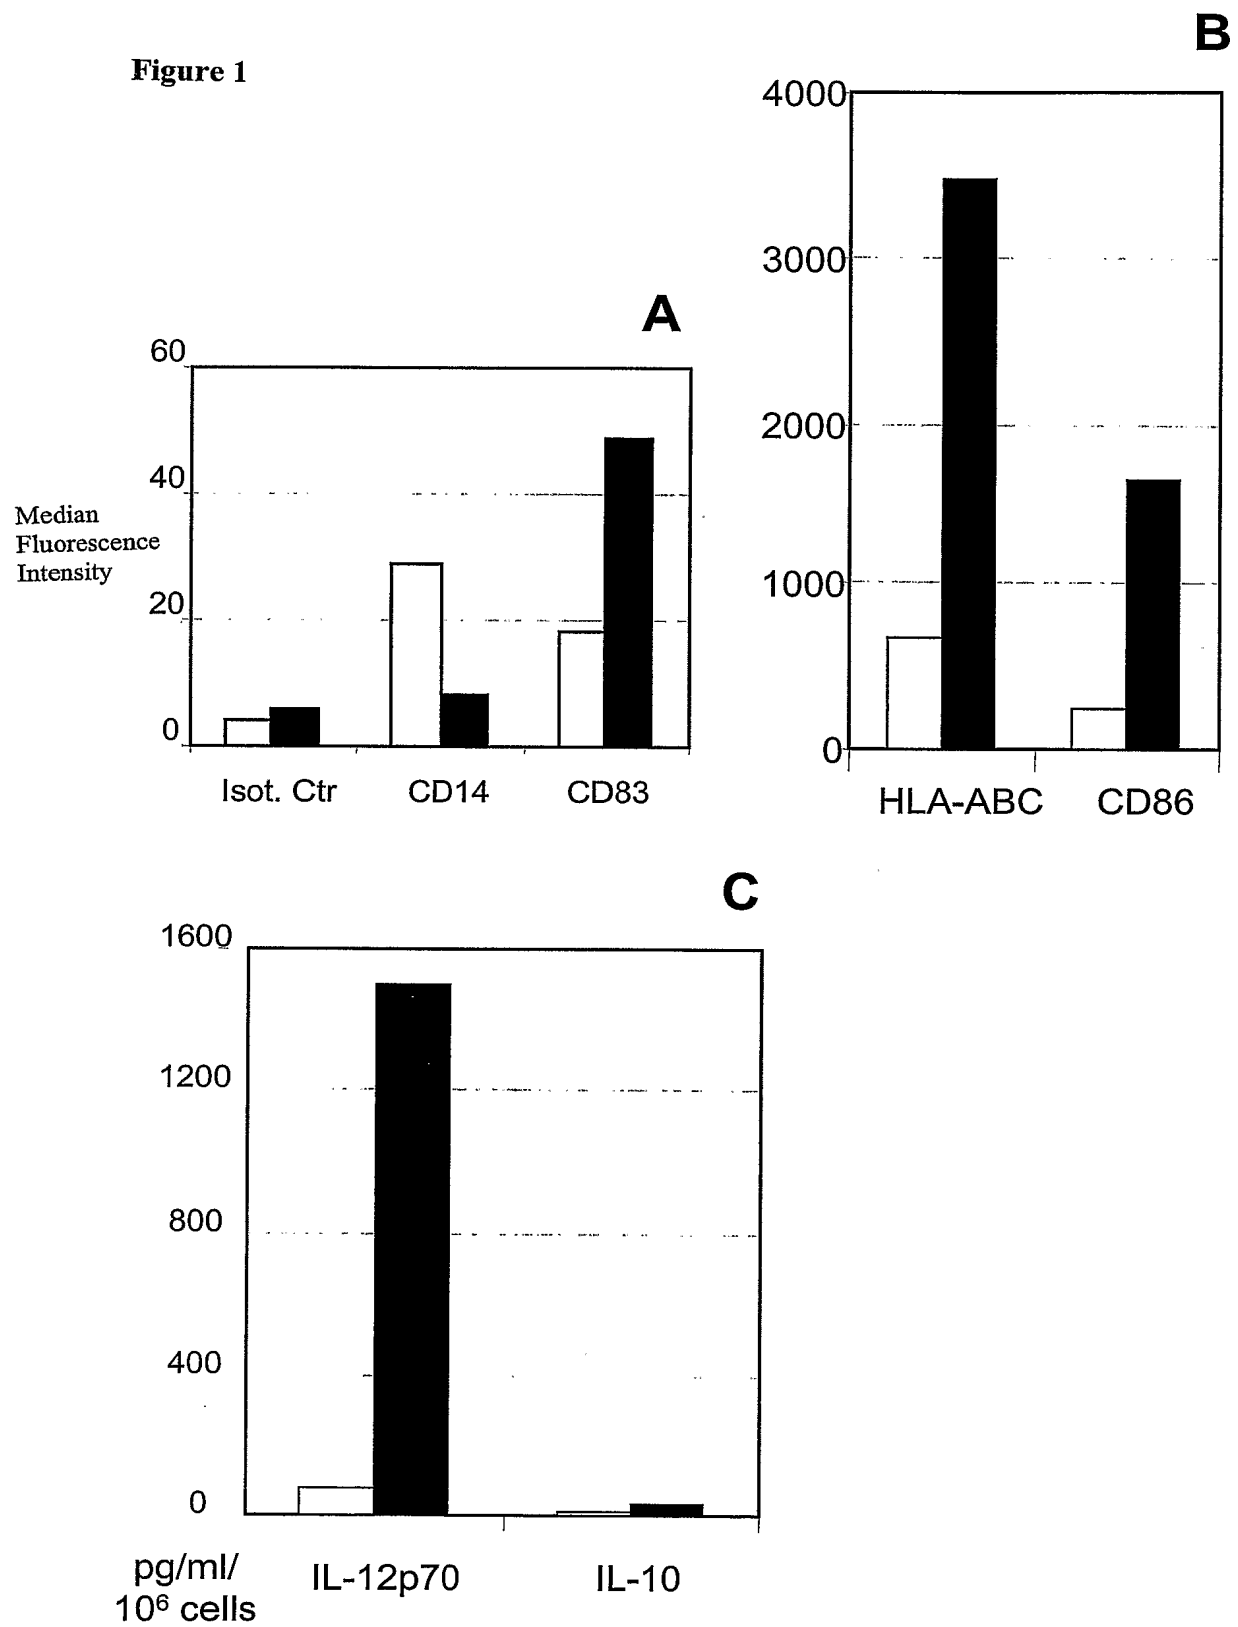 Figure 1
B
4000
3000
2000
1000
0
HLA-ABC CD86
A
60
40
20
0
Median
Fluorescence
Intensity
Isot. Ctr CD14 CD83
C
1600
1200
800
400
0
pg/ml/
10⁶ cells
IL-12p70 IL-10